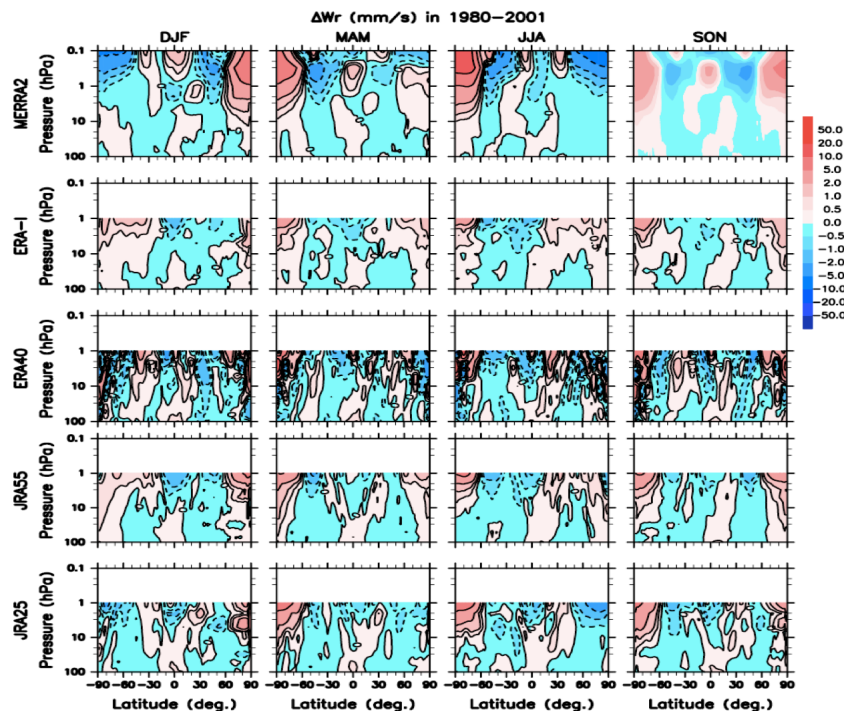 ΔWr (mm/s) in 1980−2001
DJF MAM JJA SON
MERRA2
Pressure (hPa)
0.1
1
10
100
ERA−I
Pressure (hPa)
0.1
1
10
100
ERA40
Pressure (hPa)
0.1
1
10
100
JRA55
Pressure (hPa)
0.1
1
10
100
JRA25
Pressure (hPa)
0.1
1
10
100
50.0
20.0
10.0
5.0
2.0
1.0
0.5
0.0
−0.5
−1.0
−2.0
−5.0
−10.0
−20.0
−50.0
−90 −60 −30 0 30 60 90 −90 −60 −30 0 30 60 90 −90 −60 −30 0 30 60 90 −90 −60 −30 0 30 60 90
Latitude (deg.) Latitude (deg.) Latitude (deg.) Latitude (deg.)